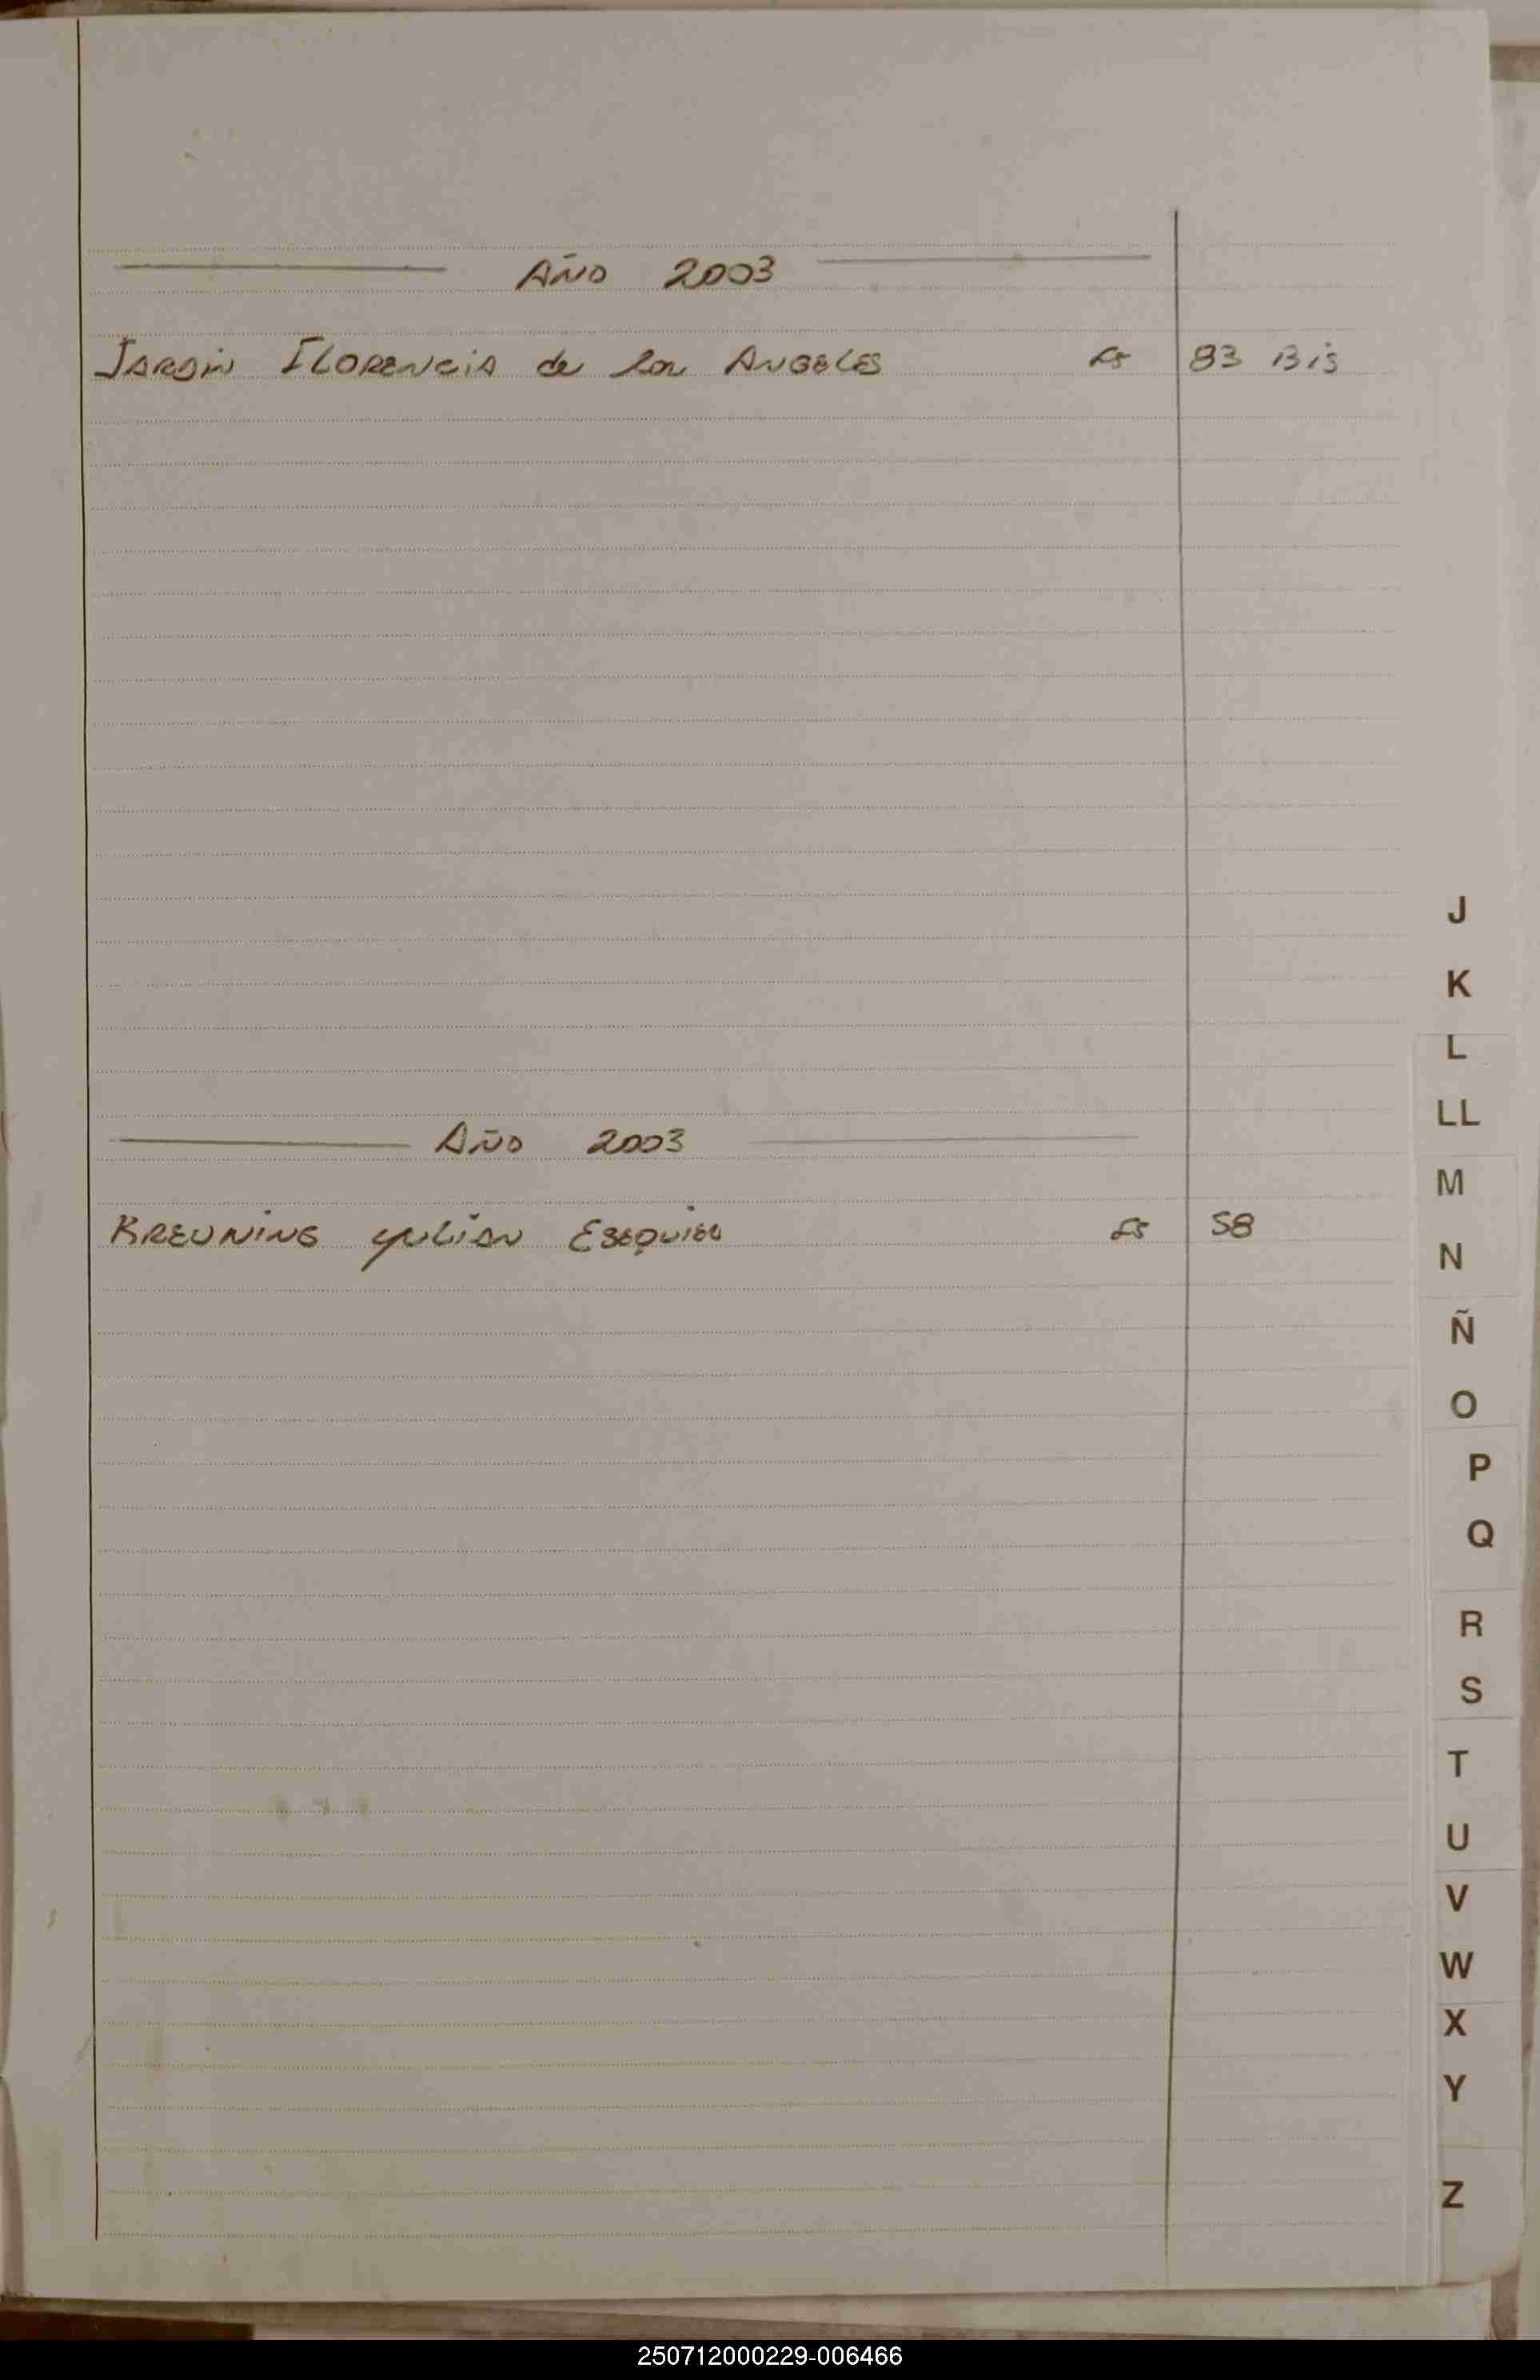 Año 2003
Jardin Florencia de los Angeles Fs 83 Bis
Año 2003
Kreuning Yulian Esequiel Fs 58
J
K
L
LL
M
N
Ñ
O
P
Q
R
S
T
U
V
W
X
Y
Z
250712000229-006466